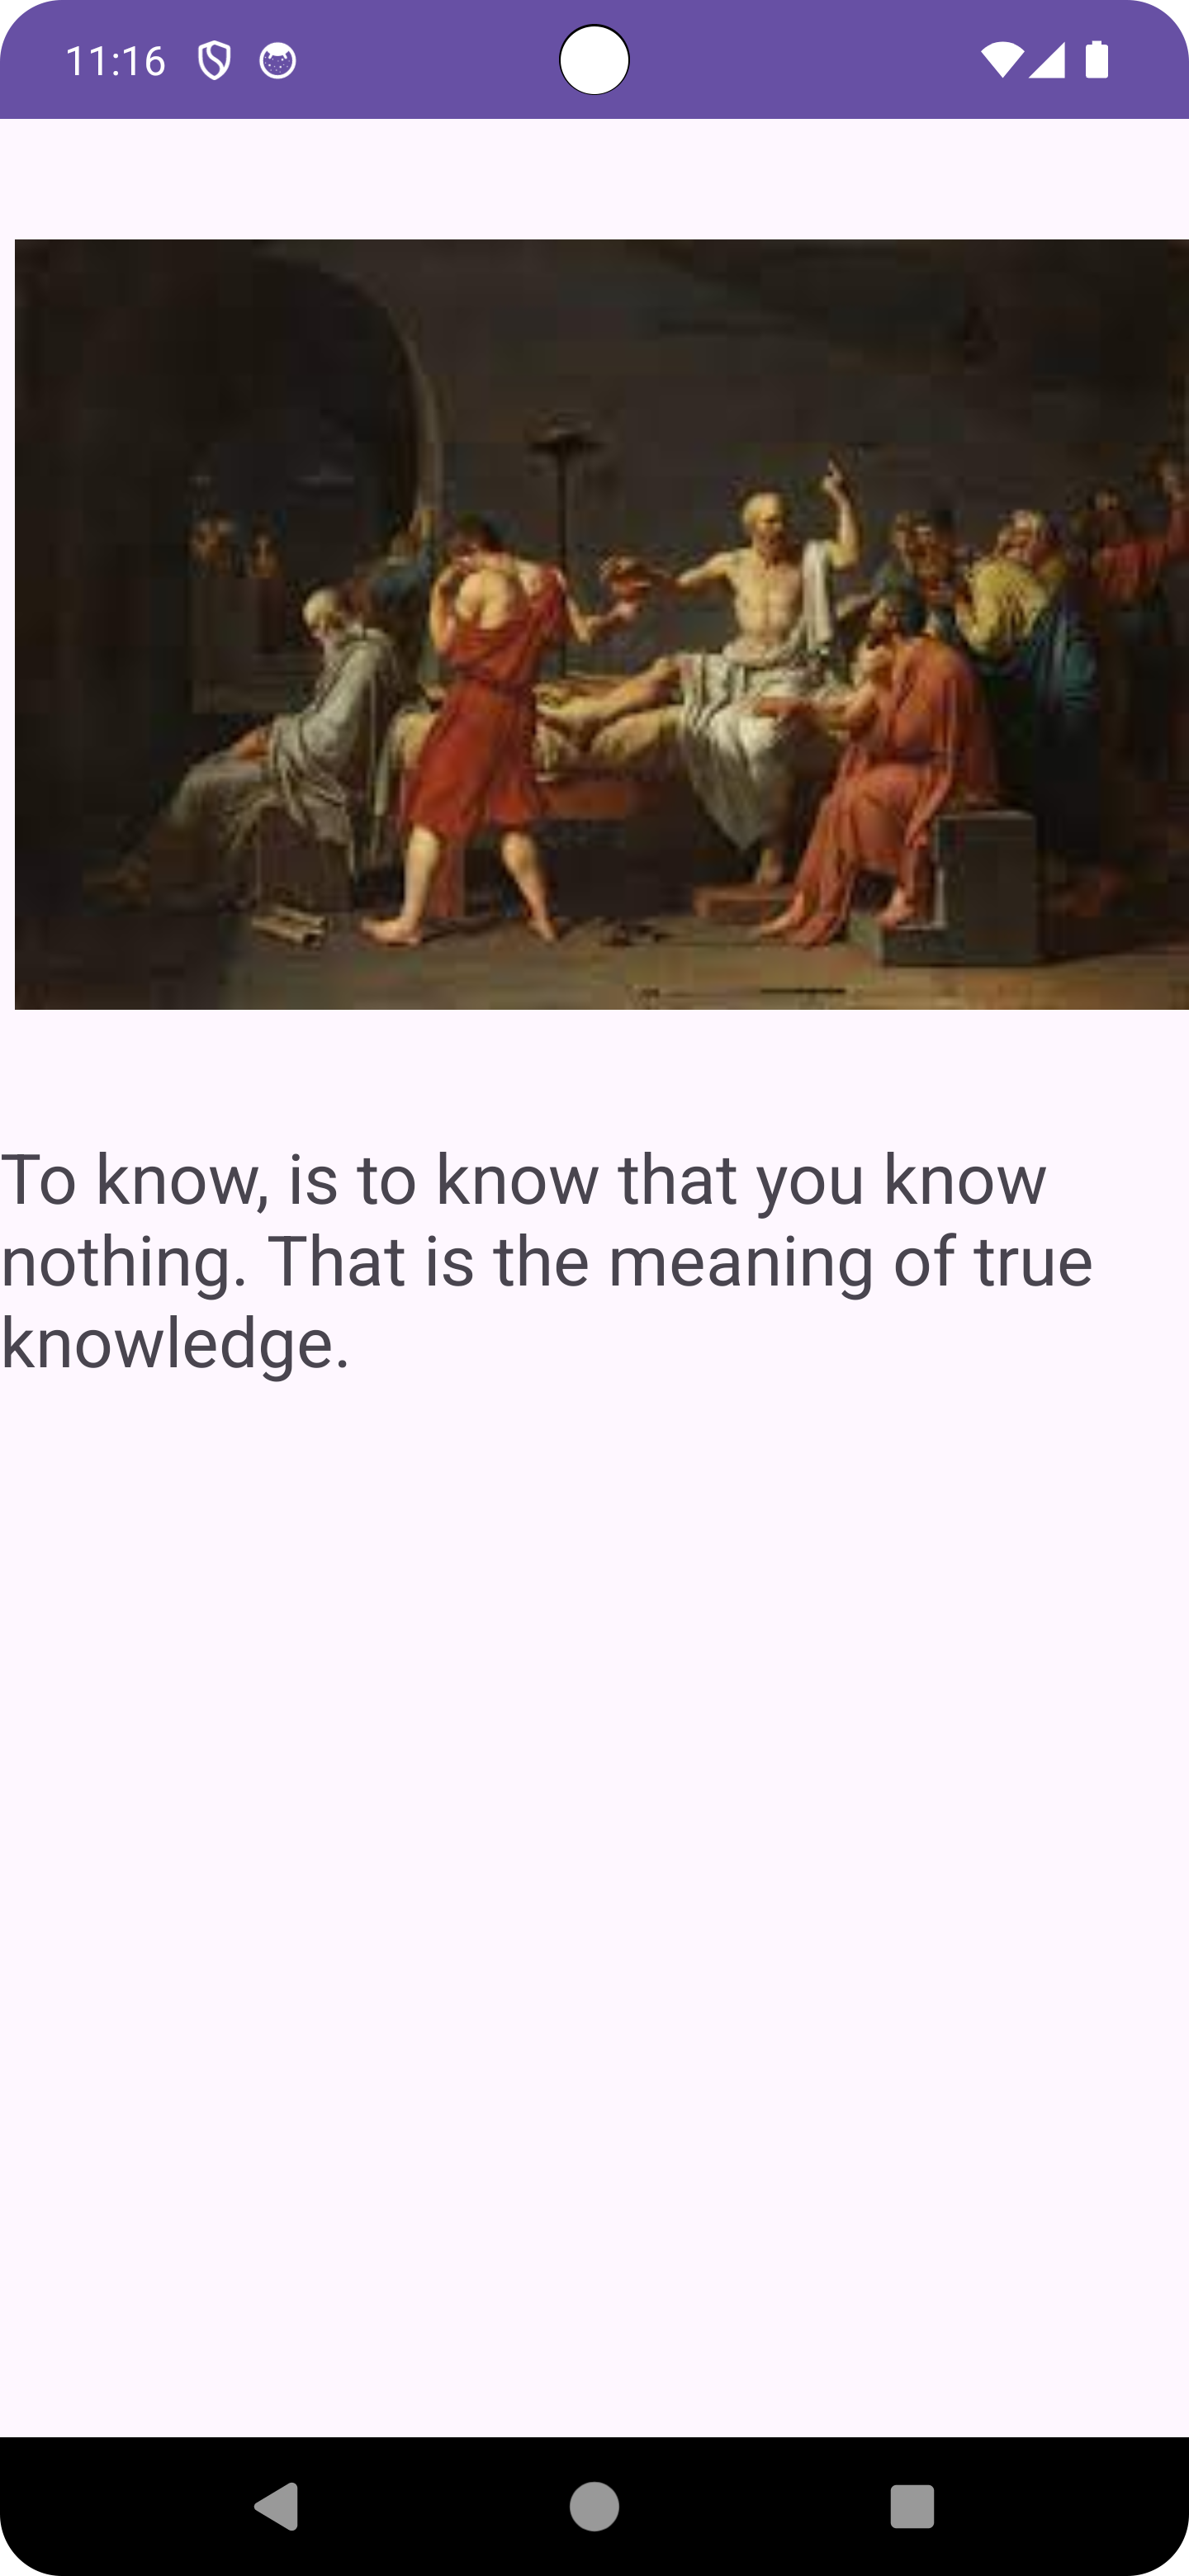 11:16
To know, is to know that you know
nothing. That is the meaning of true
knowledge.